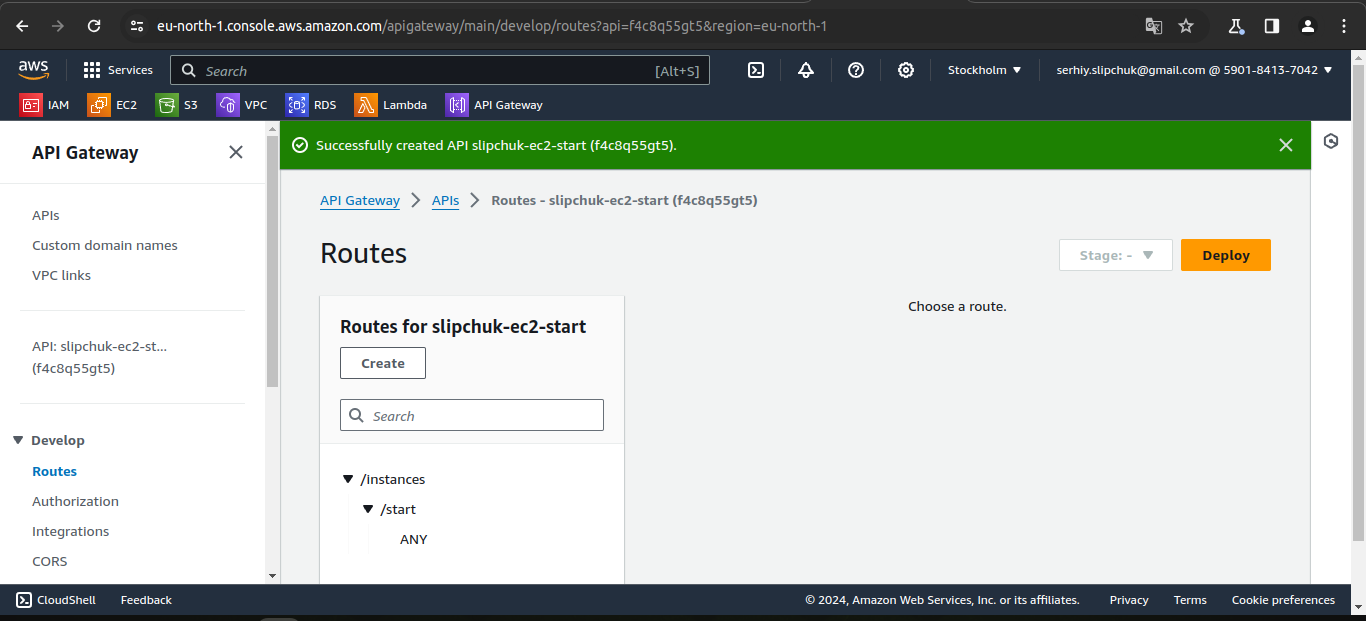 eu-north-1.console.aws.amazon.com/apigateway/main/develop/routes?api=f4c8q55gt5&region=eu-north-1
aws
Services
Search
[Alt+S]
Stockholm
serhiy.slipchuk@gmail.com @ 5901-8413-7042
IAM
EC2
S3
VPC
RDS
Lambda
API Gateway
API Gateway
Successfully created API slipchuk-ec2-start (f4c8q55gt5).
APIs
Custom domain names
VPC links
API: slipchuk-ec2-st...
(f4c8q55gt5)
Develop
Routes
Authorization
Integrations
CORS
API Gateway
APIs
Routes - slipchuk-ec2-start (f4c8q55gt5)
Routes
Stage: -
Deploy
Routes for slipchuk-ec2-start
Create
Search
/instances
/start
ANY
Choose a route.
CloudShell
Feedback
© 2024, Amazon Web Services, Inc. or its affiliates.
Privacy
Terms
Cookie preferences